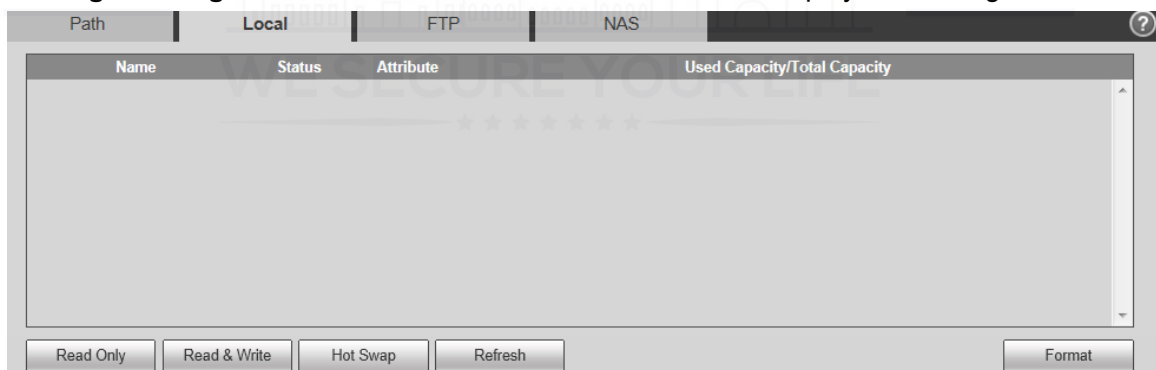 Path Local FTP NAS ?
Name Status Attribute Used Capacity/Total Capacity
WE SECURE YOUR LIFE
Read Only Read & Write Hot Swap Refresh Format